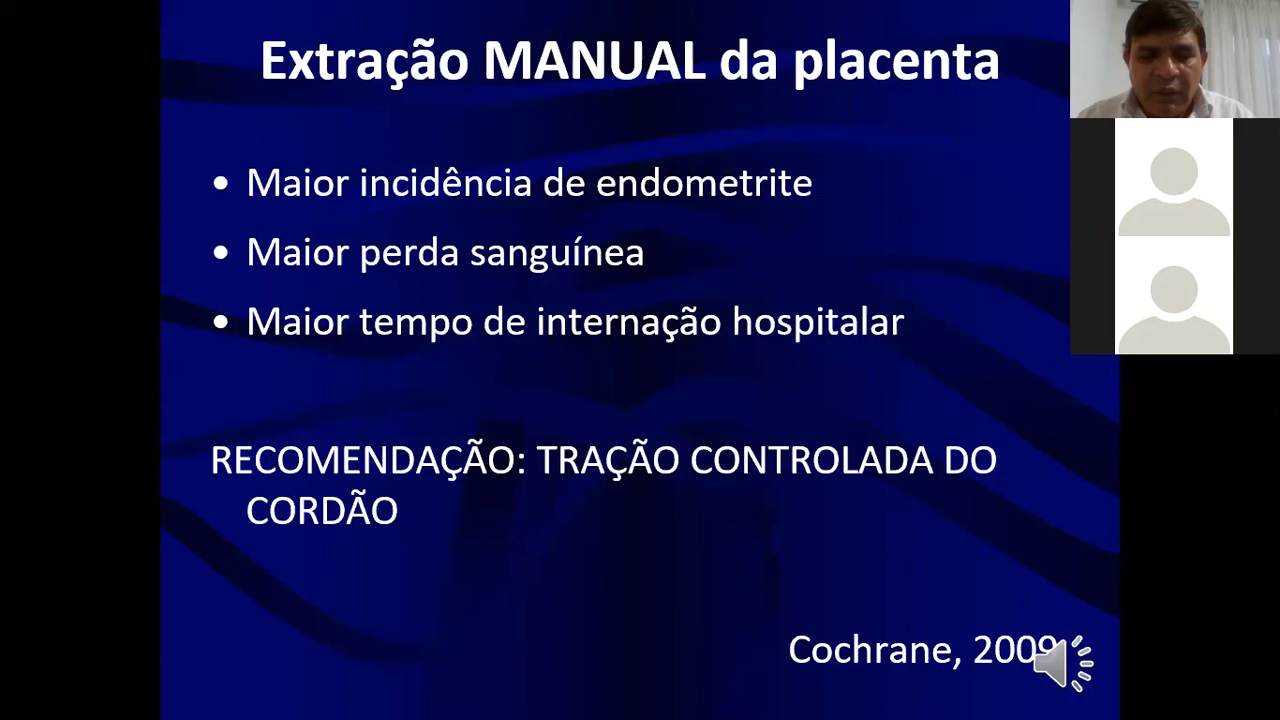 Extração MANUAL da placenta
• Maior incidência de endometrite
• Maior perda sanguínea
• Maior tempo de internação hospitalar
RECOMENDAÇÃO: TRAÇÃO CONTROLADA DO
CORDÃO
Cochrane, 2009